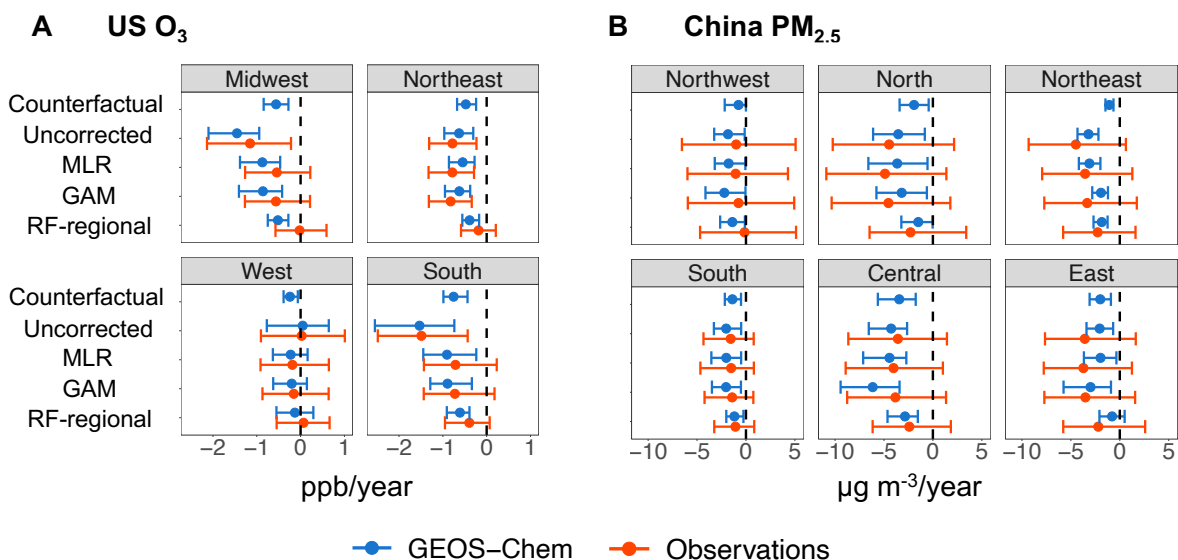 A US O₃
Midwest Northeast
Counterfactual
Uncorrected
MLR
GAM
RF-regional
West South
Counterfactual
Uncorrected
MLR
GAM
RF-regional
−2 −1 0 1 −2 −1 0 1
ppb/year
B China PM₂.₅
Northwest North Northeast
South Central East
−10 −5 0 5 −10 −5 0 5 −10 −5 0 5
µg m⁻³/year
GEOS−Chem Observations